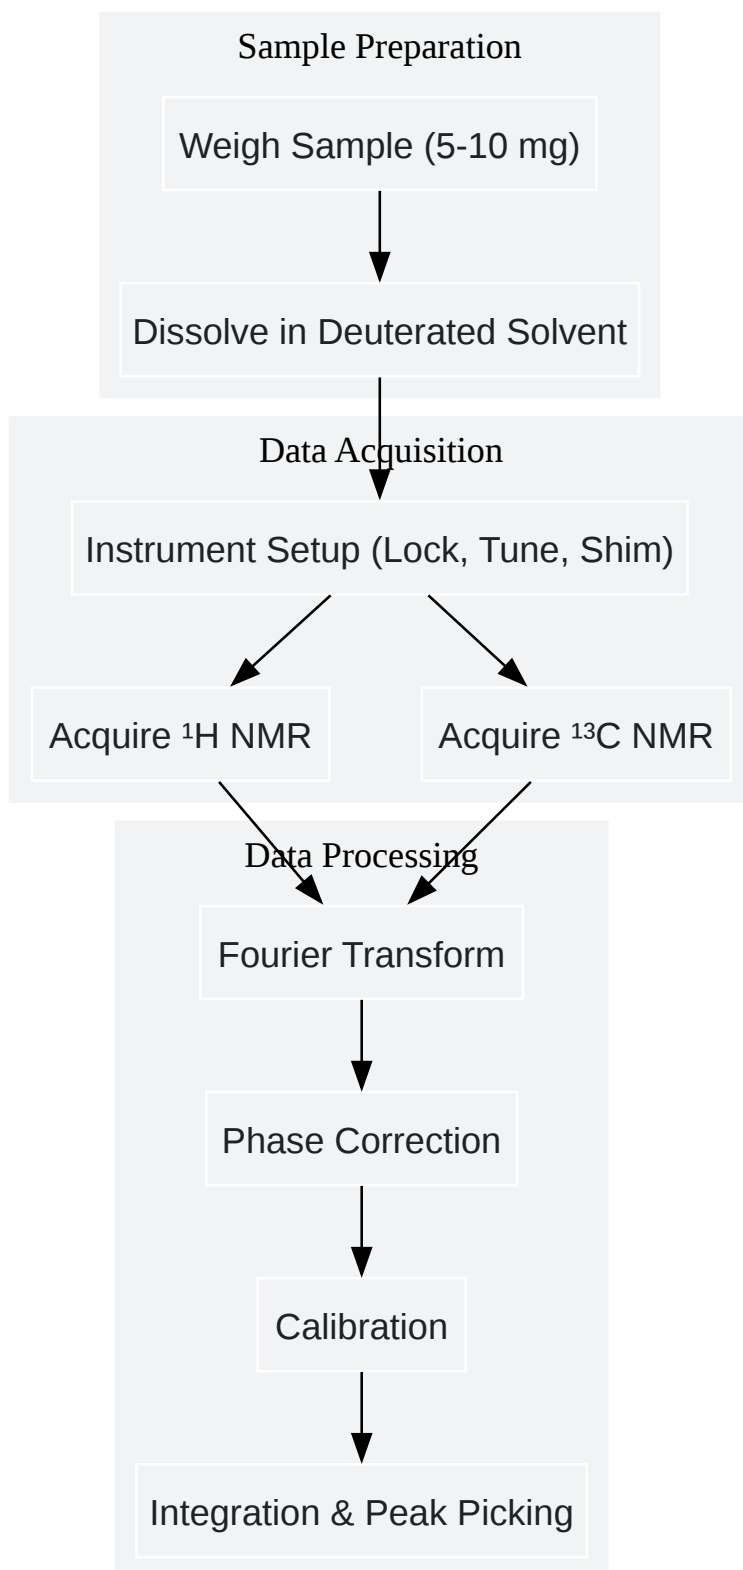 Sample Preparation
Weigh Sample (5-10 mg)
Dissolve in Deuterated Solvent
Data Acquisition
Instrument Setup (Lock, Tune, Shim)
Acquire ¹H NMR
Acquire ¹³C NMR
Data Processing
Fourier Transform
Phase Correction
Calibration
Integration & Peak Picking